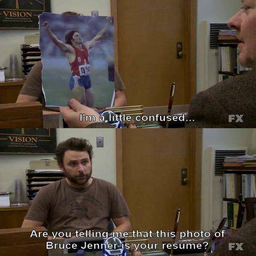 VISION
I'm a little confused...
FX
VISION
Are you telling me that this photo of
Bruce Jenner is your resume?
FX